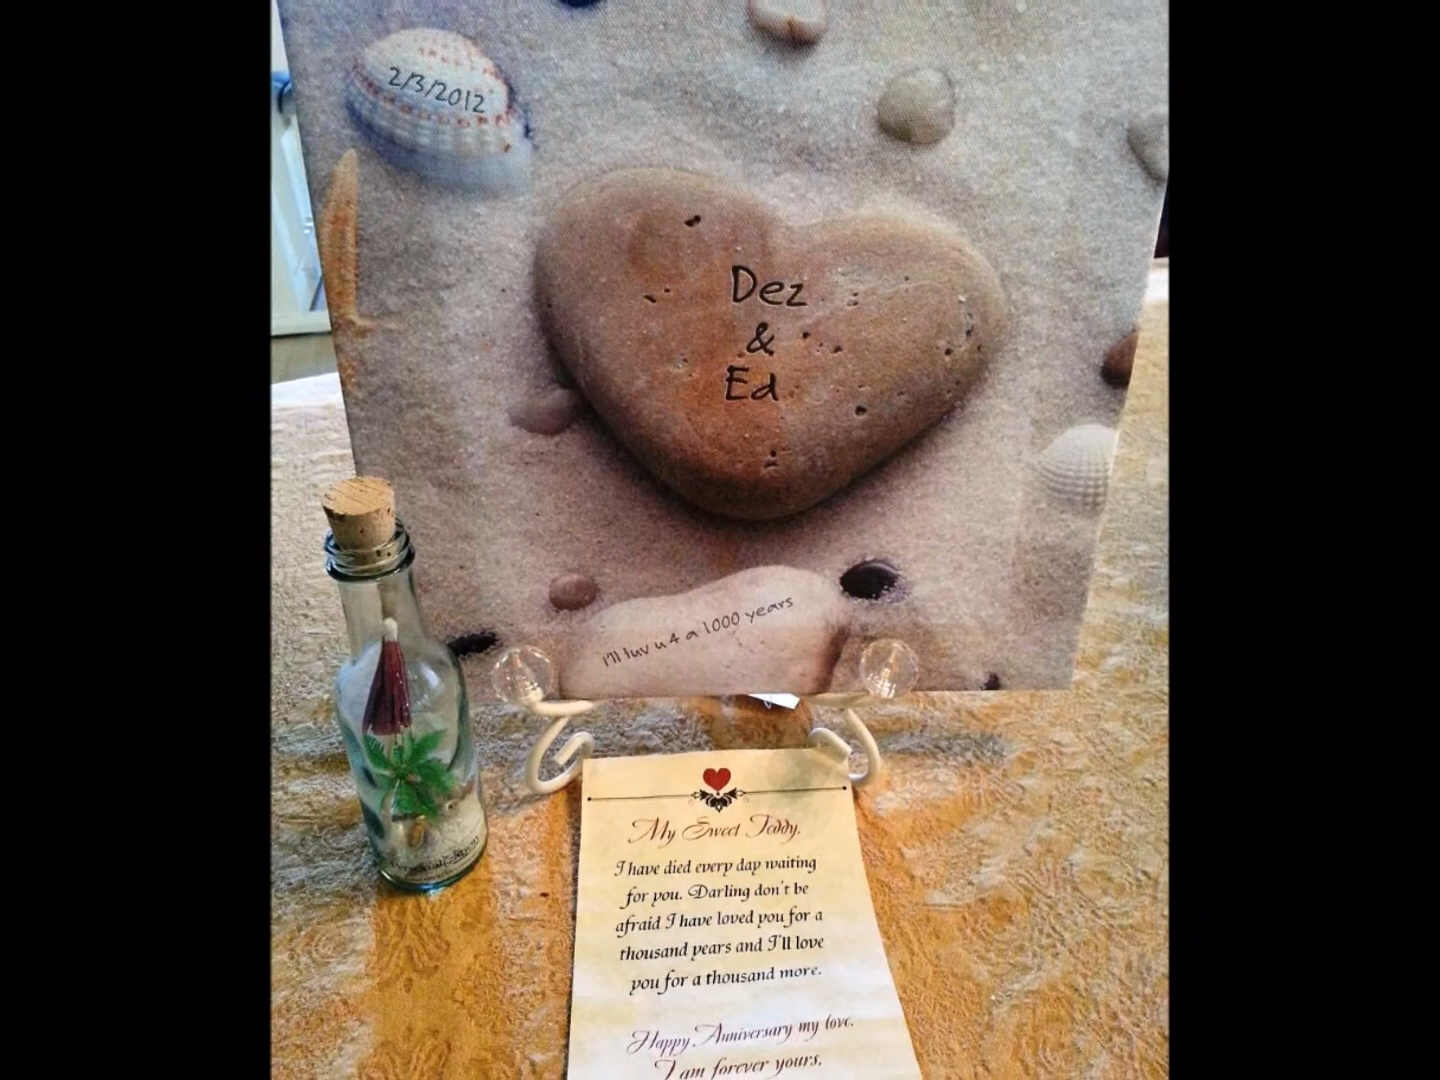 2/3/2012
Dez
&
Ed
I'll luv u 4 a 1000 years
My Sweet Teddy,
I have died every day waiting
for you. Darling don't be
afraid I have loved you for a
thousand years and I'll love
you for a thousand more.
Happy Anniversary my love.
I am forever yours,